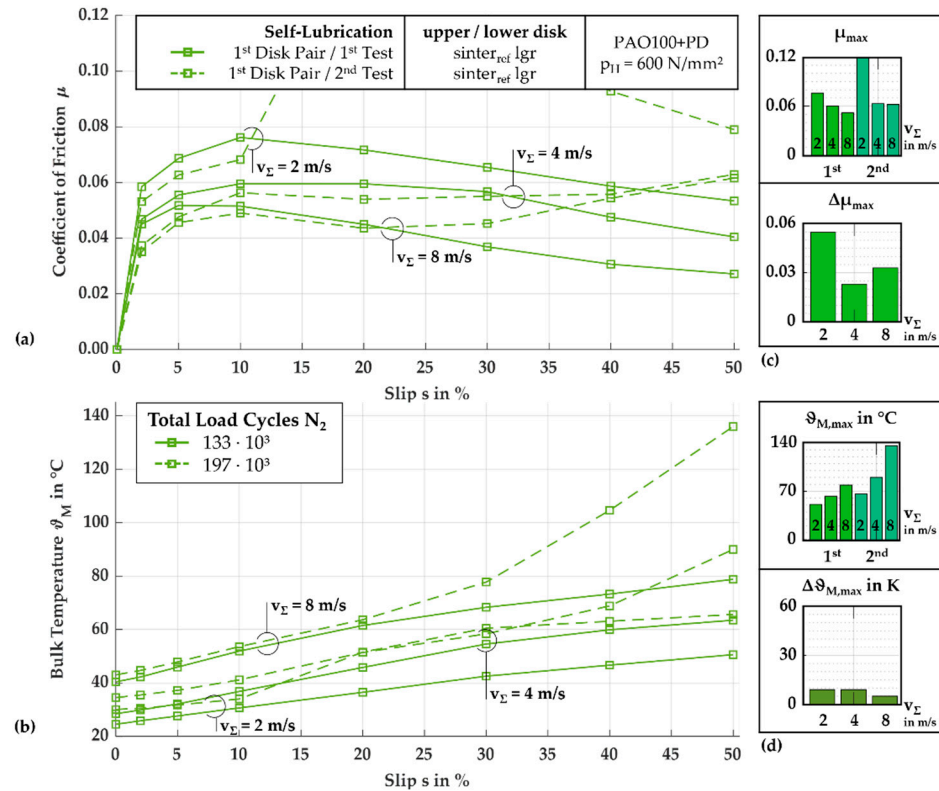 Self-Lubrication
1st Disk Pair / 1st Test
1st Disk Pair / 2nd Test
upper / lower disk
sinterref lgr
sinterref lgr
PAO100+PD
pH = 600 N/mm²
Coefficient of Friction μ
0.12
0.10
0.08
0.06
0.04
0.02
0.00
vΣ = 2 m/s
vΣ = 4 m/s
vΣ = 8 m/s
0 5 10 15 20 25 30 35 40 45 50
Slip s in %
(a)
Total Load Cycles N2
133 · 10³
197 · 10³
Bulk Temperature ϑM in °C
140
120
100
80
60
40
20
vΣ = 8 m/s
vΣ = 4 m/s
vΣ = 2 m/s
0 5 10 15 20 25 30 35 40 45 50
Slip s in %
(b)
μmax
0.12
0.06
0
2 4 8 2 4 8
vΣ
in m/s
1st 2nd
Δμmax
0.06
0.03
0
2 4 8
vΣ
in m/s
(c)
ϑM,max in °C
140
70
0
2 4 8 2 4 8
vΣ
in m/s
1st 2nd
ΔϑM,max in K
60
30
0
2 4 8
vΣ
in m/s
(d)